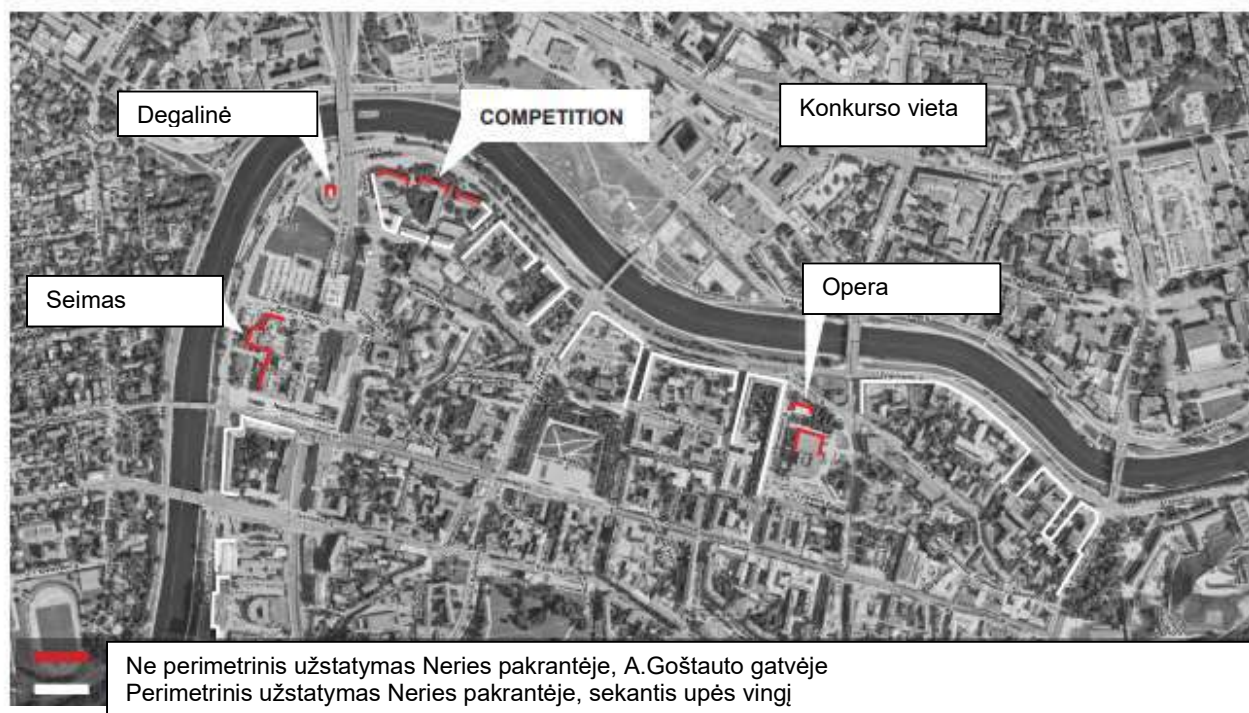 Degalinė
COMPETITION
Konkurso vieta
Seimas
Opera
Ne perimetrinis užstatymas Neries pakrantėje, A.Goštauto gatvėje
Perimetrinis užstatymas Neries pakrantėje, sekantis upės vingį